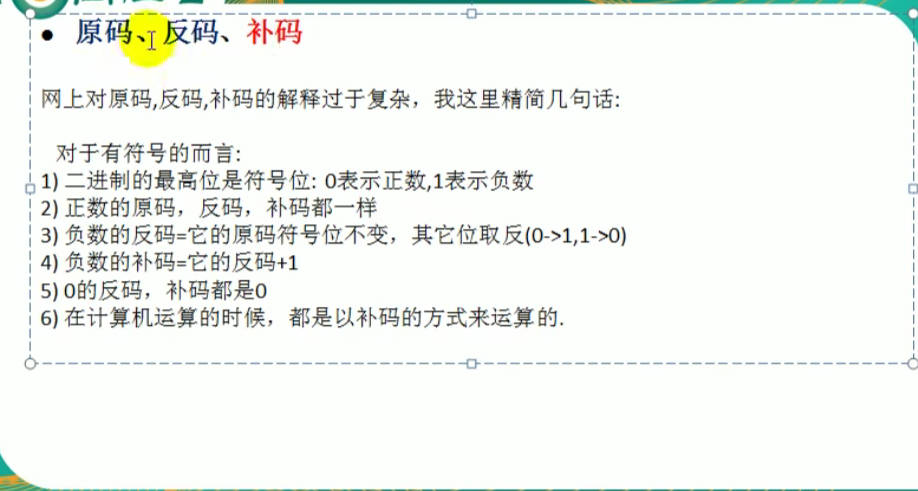 • 原码、反码、补码
网上对原码,反码,补码的解释过于复杂，我这里精简几句话:
对于有符号的而言:
1) 二进制的最高位是符号位: 0表示正数,1表示负数
2) 正数的原码，反码，补码都一样
3) 负数的反码=它的原码符号位不变，其它位取反(0->1,1->0)
4) 负数的补码=它的反码+1
5) 0的反码，补码都是0
6) 在计算机运算的时候，都是以补码的方式来运算的.